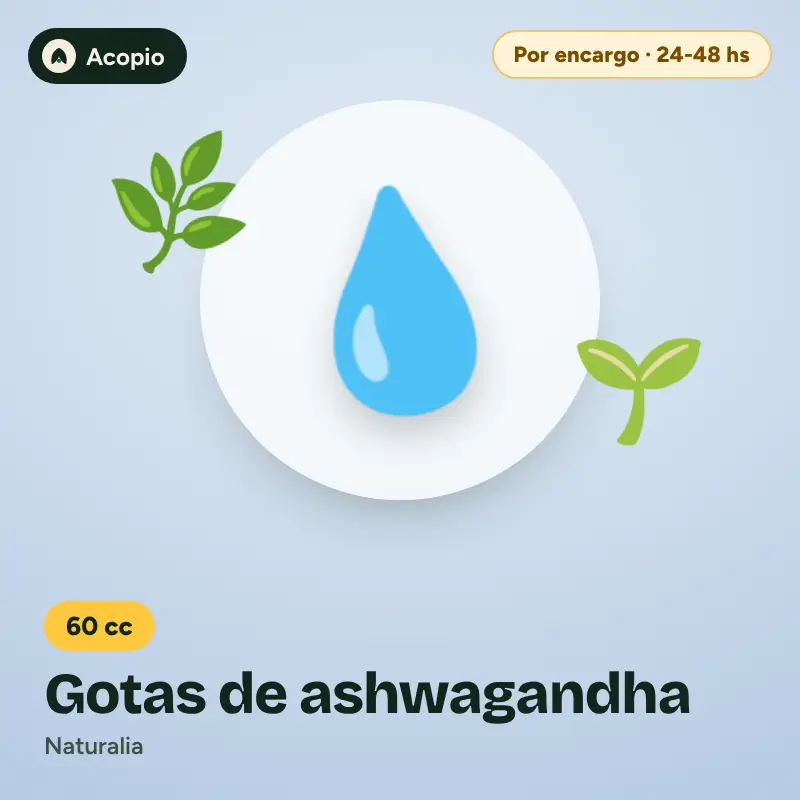 Acopio
Por encargo · 24-48 hs
60 cc
Gotas de ashwagandha
Naturalia